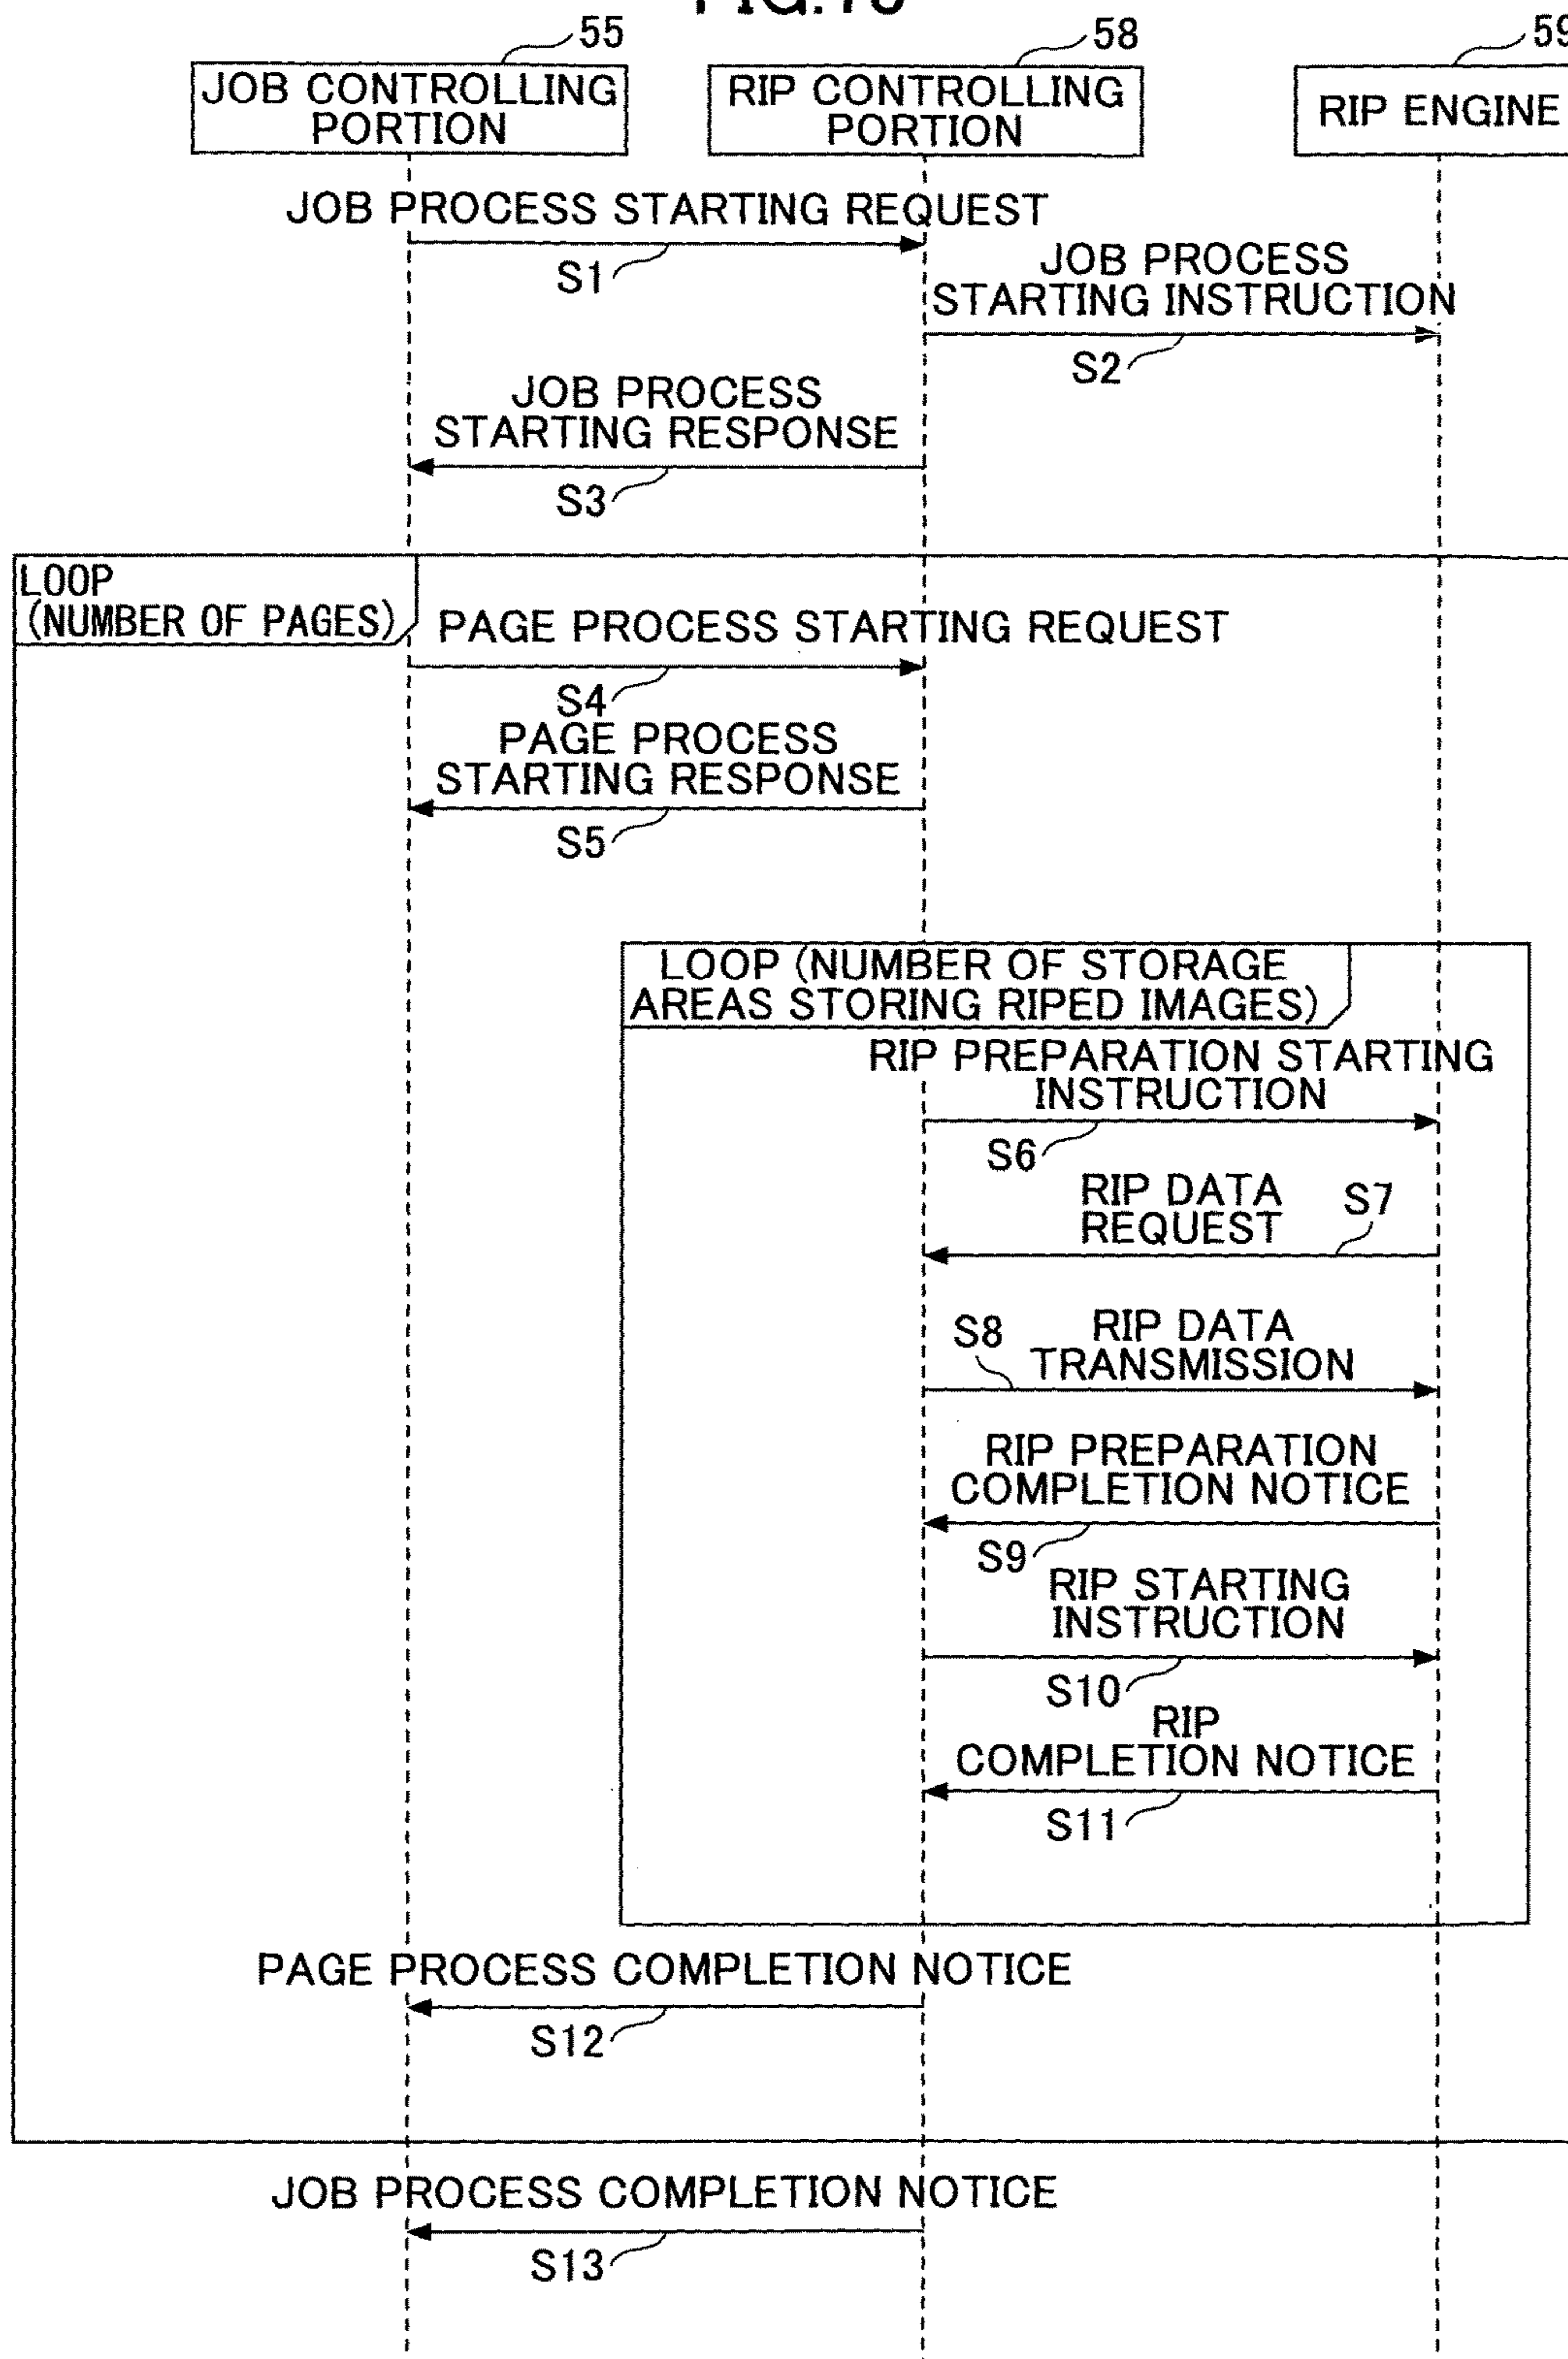 55
58
59
JOB CONTROLLING
PORTION
RIP CONTROLLING
PORTION
RIP ENGINE
JOB PROCESS STARTING REQUEST
S1
JOB PROCESS
STARTING INSTRUCTION
S2
JOB PROCESS
STARTING RESPONSE
S3
LOOP
(NUMBER OF PAGES)
PAGE PROCESS STARTING REQUEST
S4
PAGE PROCESS
STARTING RESPONSE
S5
LOOP (NUMBER OF STORAGE
AREAS STORING RIPED IMAGES)
RIP PREPARATION STARTING
INSTRUCTION
S6
RIP DATA
REQUEST
S7
S8
RIP DATA
TRANSMISSION
RIP PREPARATION
COMPLETION NOTICE
S9
RIP STARTING
INSTRUCTION
S10
RIP
COMPLETION NOTICE
S11
PAGE PROCESS COMPLETION NOTICE
S12
JOB PROCESS COMPLETION NOTICE
S13